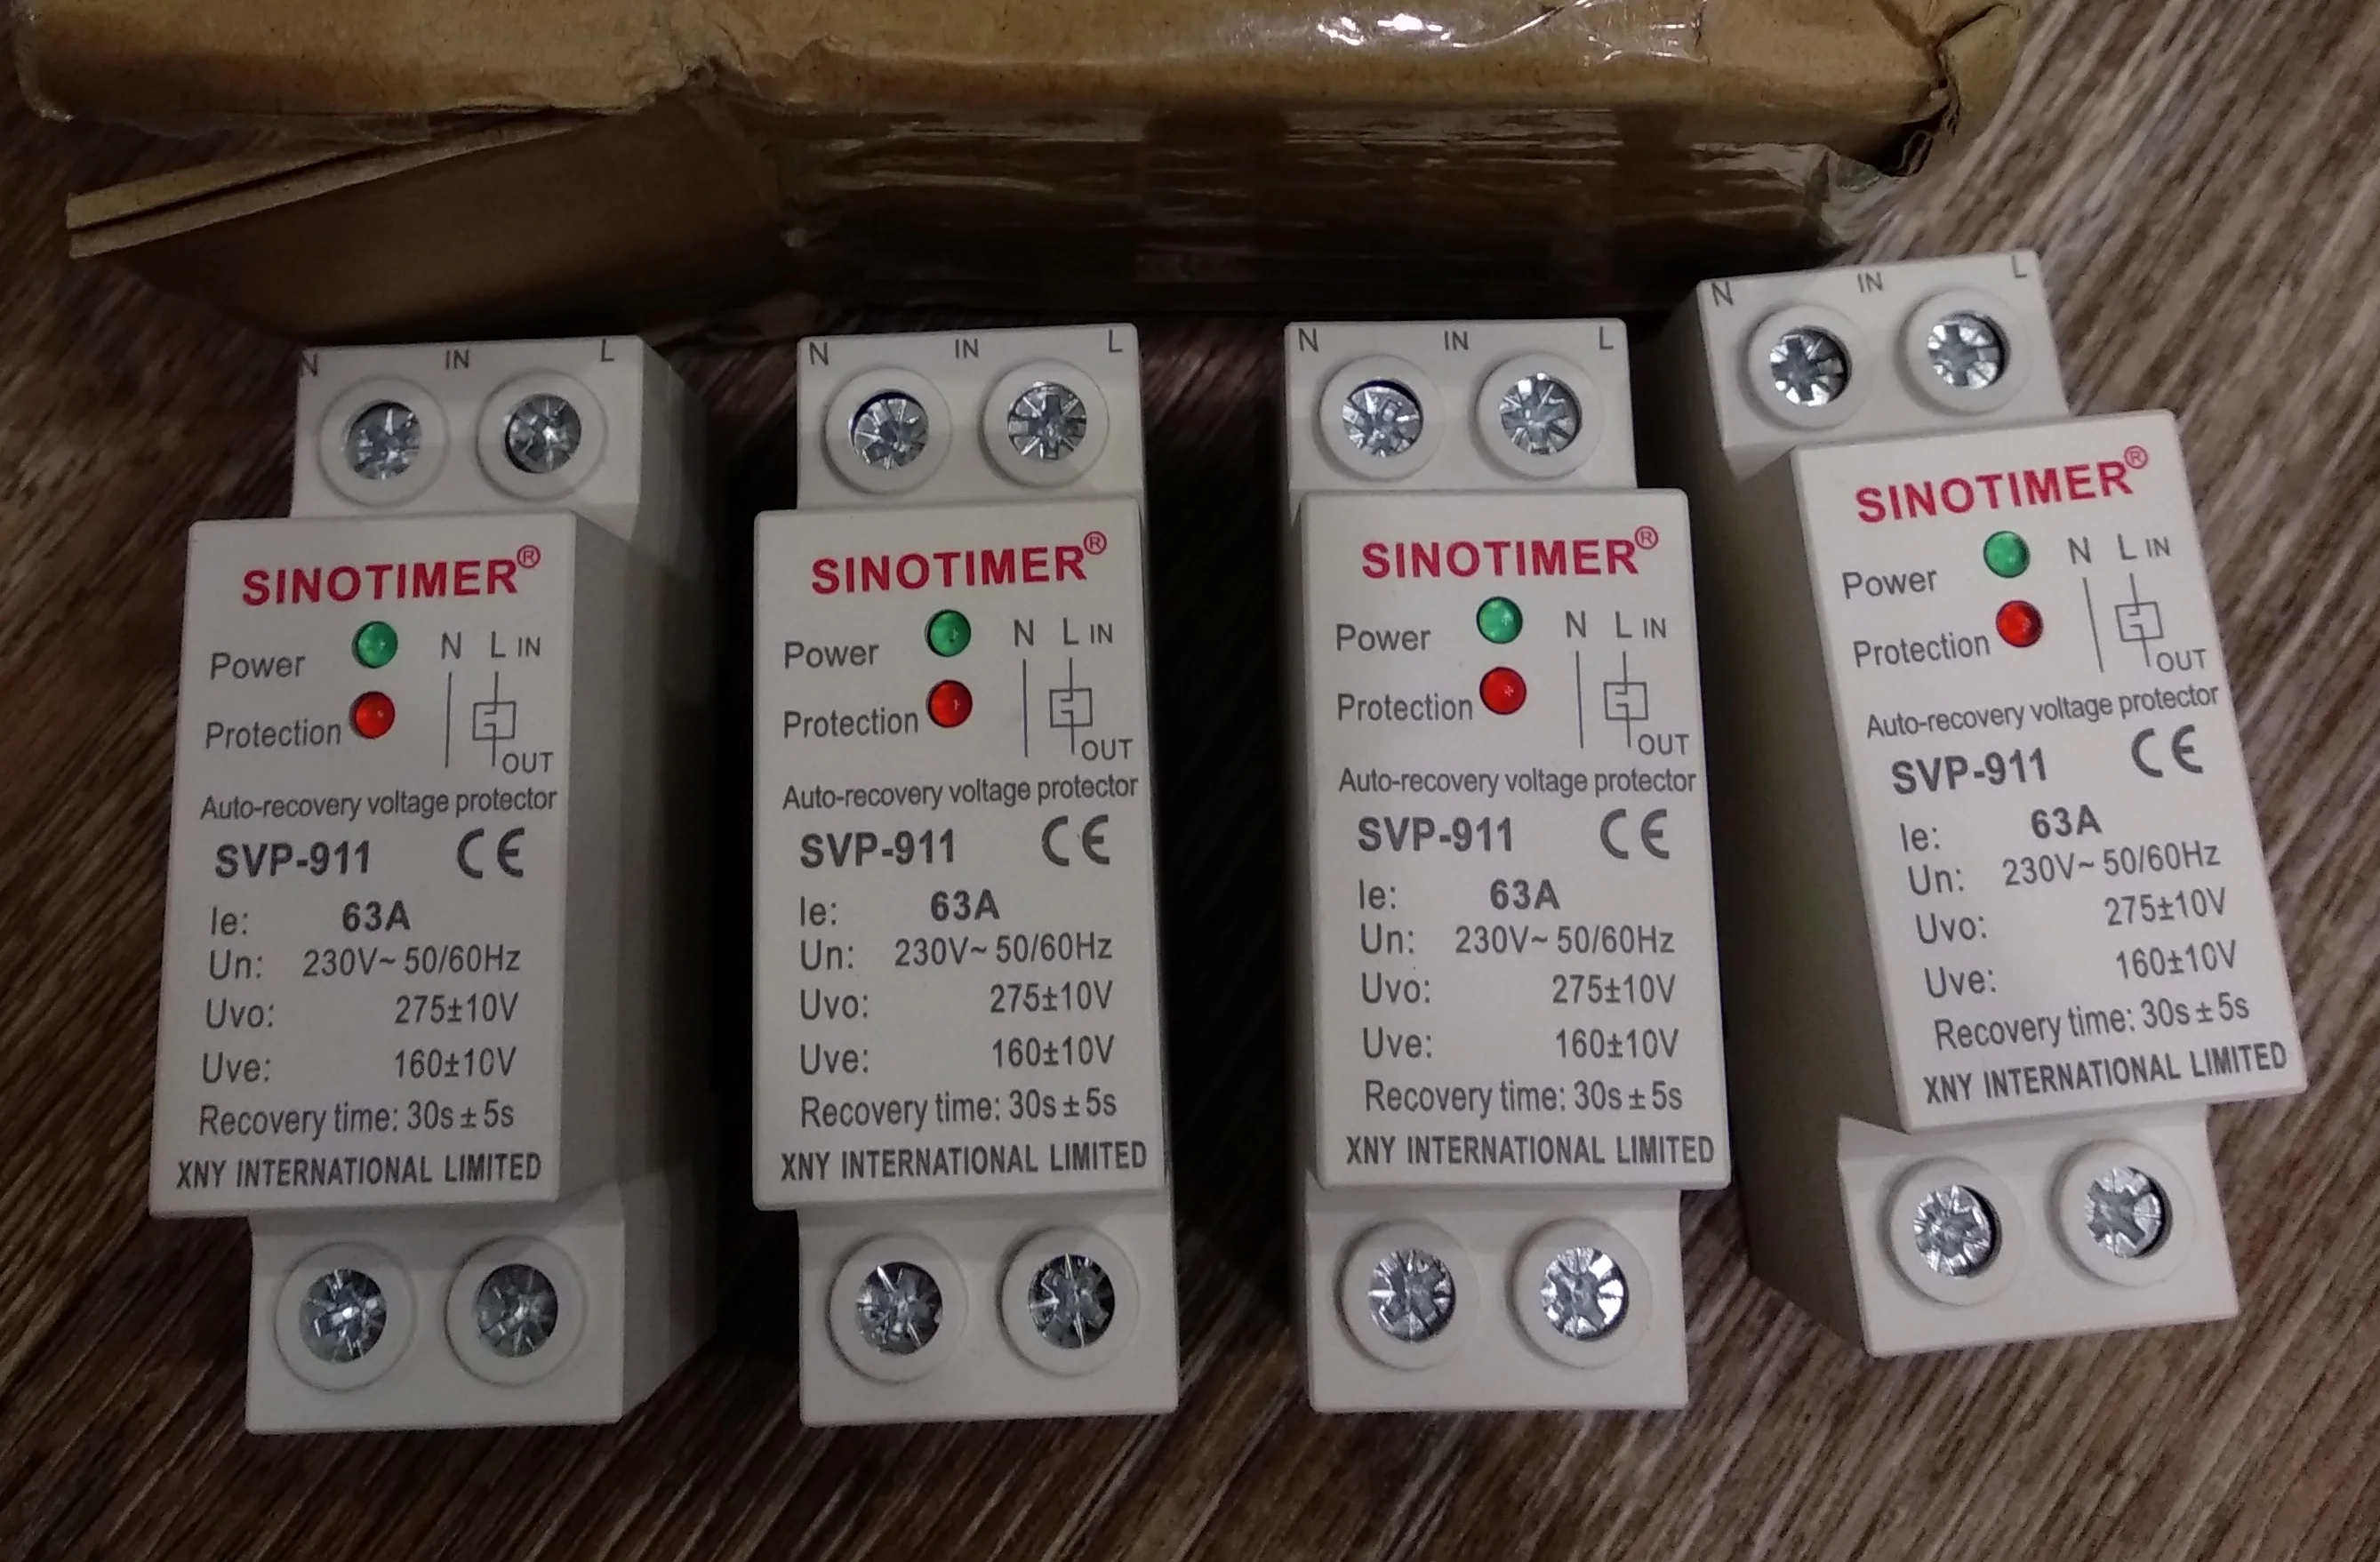 N IN L
SINOTIMER®
Power
N L IN
Protection
OUT
Auto-recovery voltage protector
SVP-911 CE
Ie: 63A
Un: 230V~ 50/60Hz
Uvo: 275±10V
Uve: 160±10V
Recovery time: 30s ± 5s
XNY INTERNATIONAL LIMITED
N IN L
SINOTIMER®
Power
N L IN
Protection
OUT
Auto-recovery voltage protector
SVP-911 CE
Ie: 63A
Un: 230V~ 50/60Hz
Uvo: 275±10V
Uve: 160±10V
Recovery time: 30s ± 5s
XNY INTERNATIONAL LIMITED
N IN L
SINOTIMER®
Power
N L IN
Protection
OUT
Auto-recovery voltage protector
SVP-911 CE
Ie: 63A
Un: 230V~ 50/60Hz
Uvo: 275±10V
Uve: 160±10V
Recovery time: 30s ± 5s
XNY INTERNATIONAL LIMITED
N IN L
SINOTIMER®
Power
N L IN
Protection
OUT
Auto-recovery voltage protector
SVP-911 CE
Ie: 63A
Un: 230V~ 50/60Hz
Uvo: 275±10V
Uve: 160±10V
Recovery time: 30s ± 5s
XNY INTERNATIONAL LIMITED